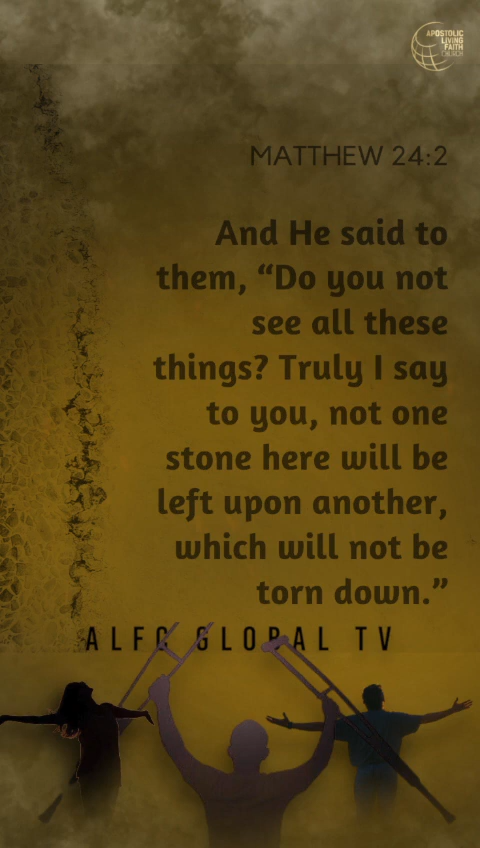 APOSTOLIC
LIVING
FAITH
CHURCH
MATTHEW 24:2
And He said to
them, “Do you not
see all these
things? Truly I say
to you, not one
stone here will be
left upon another,
which will not be
torn down.”
ALFC GLOBAL TV